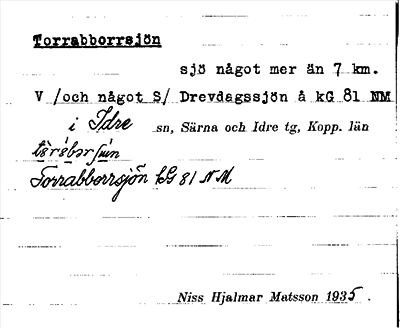 Torrabborrsjön
sjö något mer än 7 km.
V /och något S/ Drevdagssjön å kG 81 NM
i Idre sn, Särna och Idre tg, Kopp. län
Torrabborrsjön kG 81 NM
Niss Hjalmar Matsson 1935.